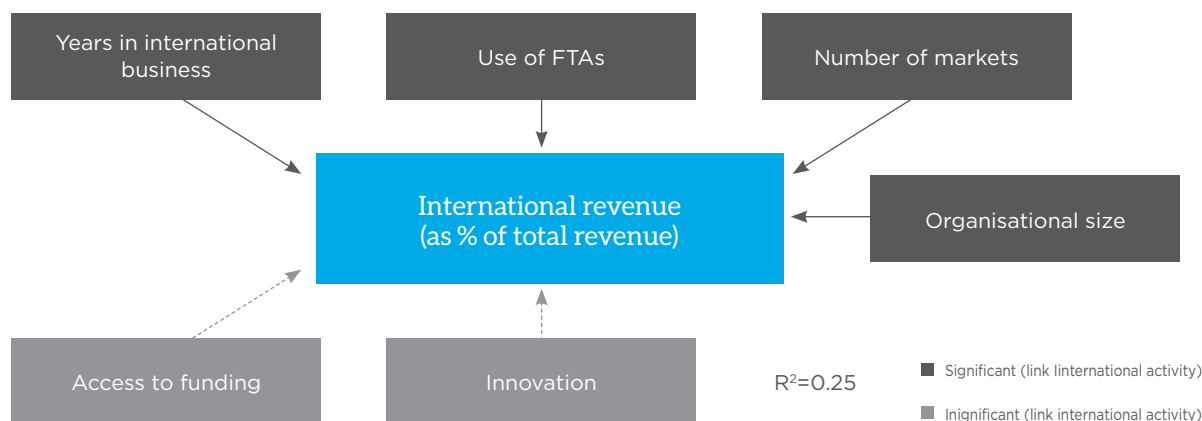 Years in international
business
Use of FTAs
Number of markets
International revenue
(as % of total revenue)
Organisational size
Access to funding
Innovation
R²=0.25
Significant (link linternational activity)
Inignificant (link international activity)